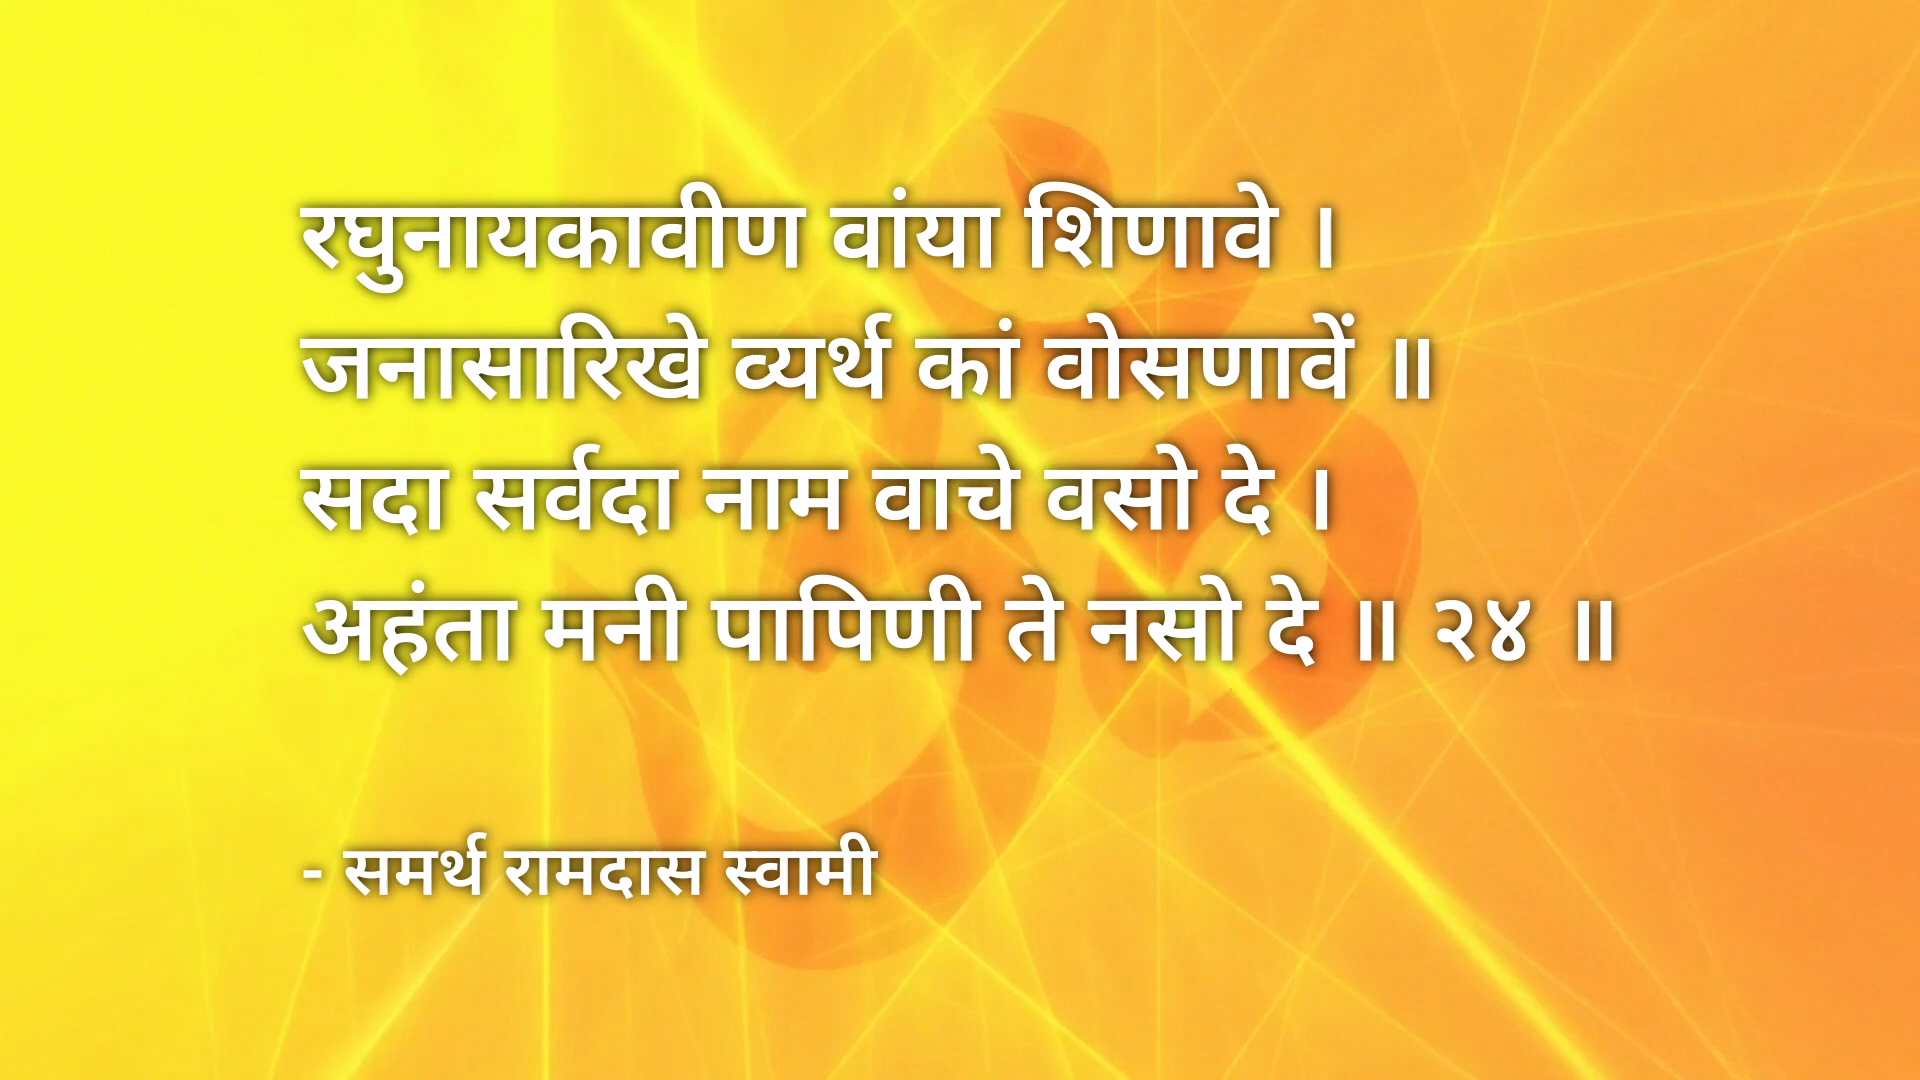 रघुनायकावीण वांया शिणावे ।
जनासारिखे व्यर्थ कां वोसणावें ॥
सदा सर्वदा नाम वाचे वसो दे ।
अहंता मनी पापिणी ते नसो दे ॥ २४ ॥
- समर्थ रामदास स्वामी